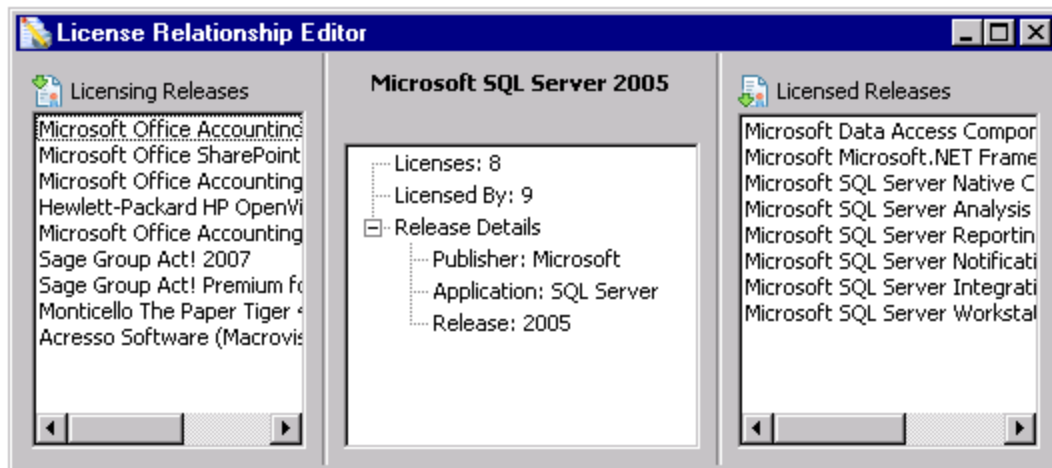 License Relationship Editor
Licensing Releases
Microsoft Office Accounting
Microsoft Office SharePoint
Microsoft Office Accounting
Hewlett-Packard HP OpenVi
Microsoft Office Accounting
Sage Group Act! 2007
Sage Group Act! Premium fo
Monticello The Paper Tiger
Acresso Software (Macrovis
Microsoft SQL Server 2005
Licenses: 8
Licensed By: 9
Release Details
Publisher: Microsoft
Application: SQL Server
Release: 2005
Licensed Releases
Microsoft Data Access Compor
Microsoft Microsoft.NET Frame
Microsoft SQL Server Native C
Microsoft SQL Server Analysis
Microsoft SQL Server Reportin
Microsoft SQL Server Notificati
Microsoft SQL Server Integrati
Microsoft SQL Server Workstal